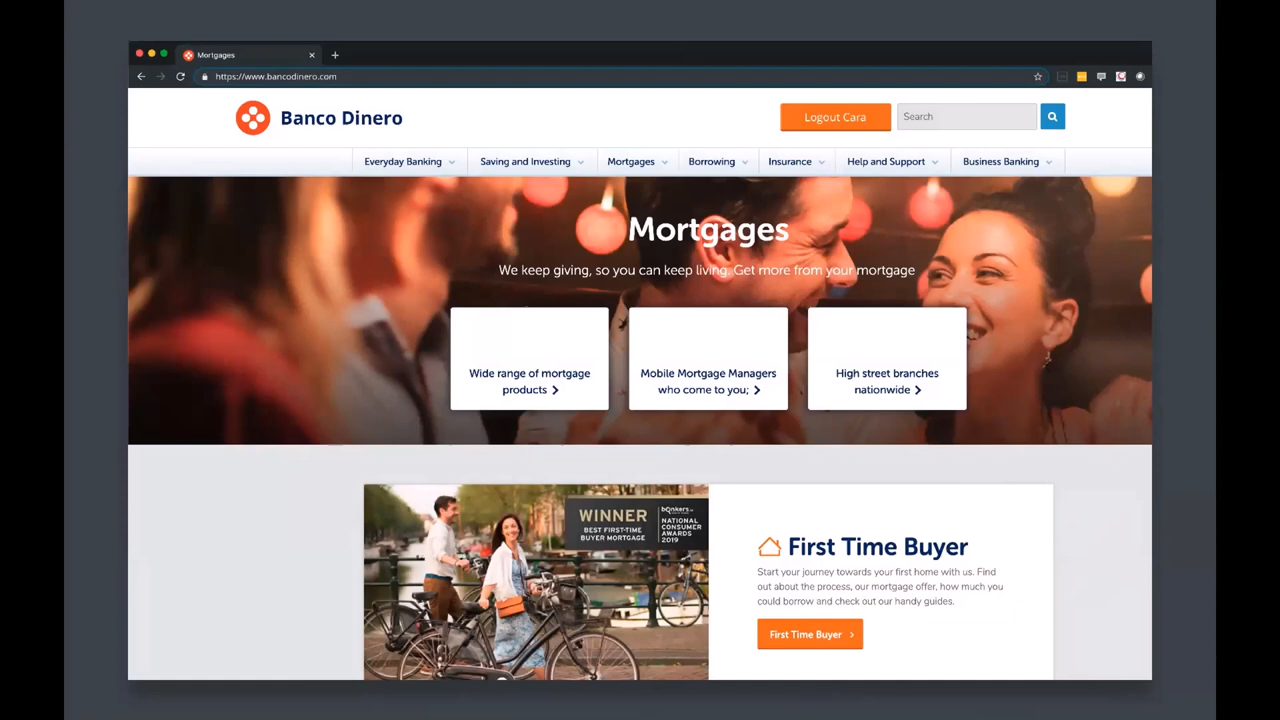 Mortgages
https://www.bancodinero.com
Banco Dinero
Logout Cara
Search
Everyday Banking
Saving and Investing
Mortgages
Borrowing
Insurance
Help and Support
Business Banking
Mortgages
We keep giving, so you can keep living. Get more from your mortgage
Wide range of mortgage
products
Mobile Mortgage Managers
who come to you;
High street branches
nationwide
WINNER
BEST FIRST-TIME
BUYER MORTGAGE
bonkers
NATIONAL
CONSUMER
AWARDS
2019
First Time Buyer
Start your journey towards your first home with us. Find
out about the process, our mortgage offer, how much you
could borrow and check out our handy guides.
First Time Buyer